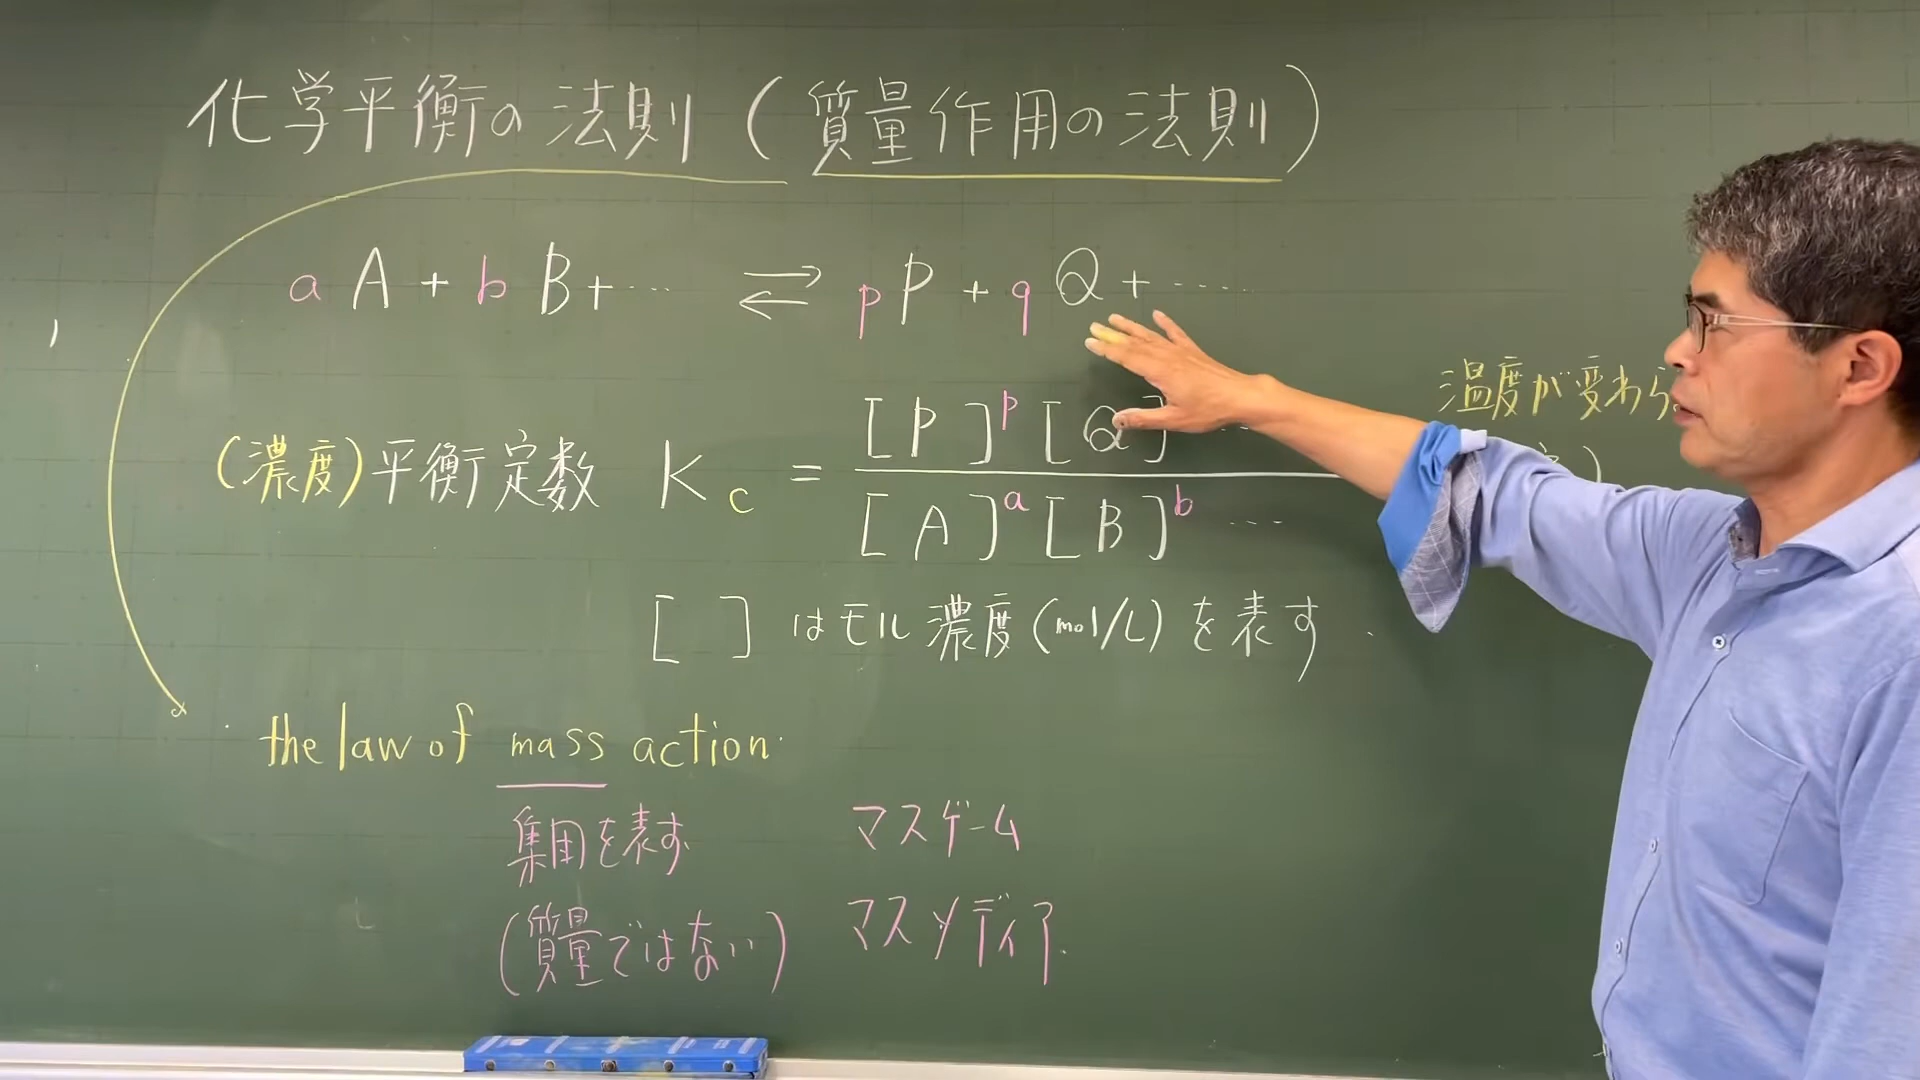 化学平衡の法則(質量作用の法則)
aA + bB + … ⇄ pP + qQ + ……
温度が変わら
(濃度)平衡定数 Kc = [P]^p [Q] … / [A]^a [B]^b …
[ ] はモル濃度(mol/L)を表す.
the law of mass action.
集団を表す マスゲーム
(質量ではない) マスメディア.